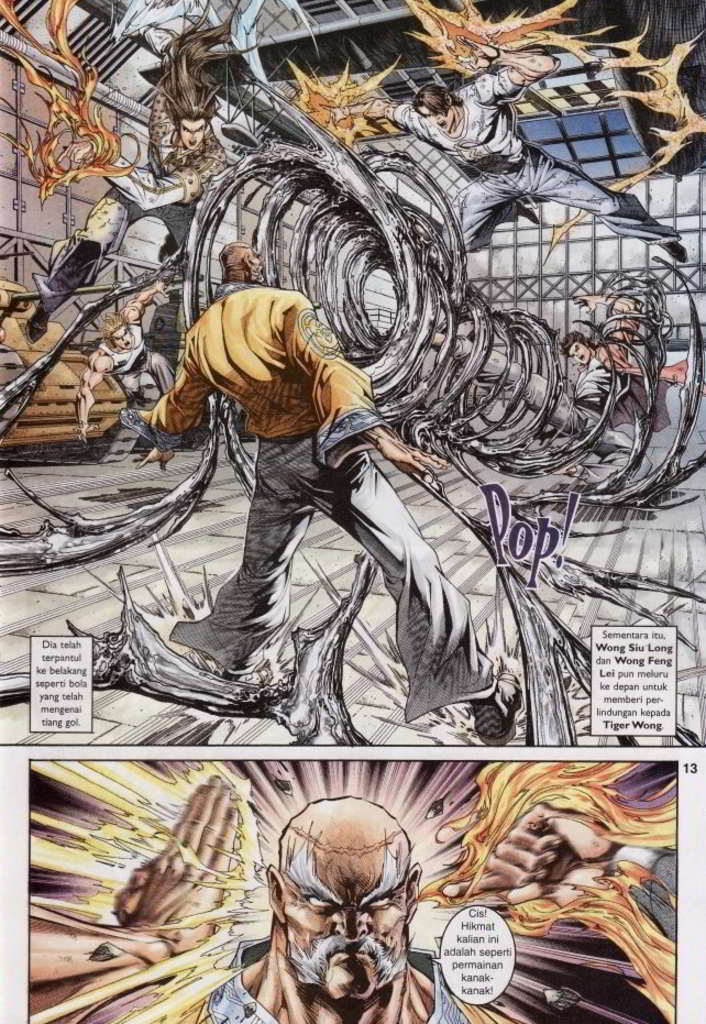 Pop!
Dia telah
terpantul
ke belakang
seperti bola
yang telah
mengenai
tiang gol.
Sementara itu,
Wong Siu Long
dan Wong Feng
Lei pun meluru
ke depan untuk
memberi per-
lindungan kepada
Tiger Wong.
13
Cis!
Hikmat
kalian ini
adalah seperti
permainan
kanak-
kanak!